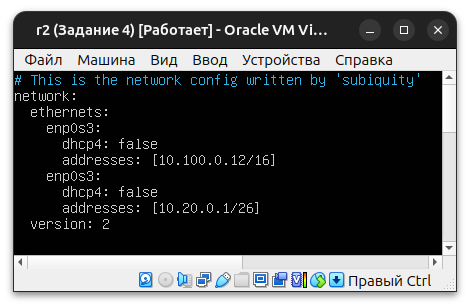 r2 (Задание 4) [Работает] - Oracle VM Vi...
Файл Машина Вид Ввод Устройства Справка
# This is the network config written by 'subiquity'
network:
  ethernets:
    enp0s3:
      dhcp4: false
      addresses: [10.100.0.12/16]
    enp0s3:
      dhcp4: false
      addresses: [10.20.0.1/26]
  version: 2
Правый Ctrl